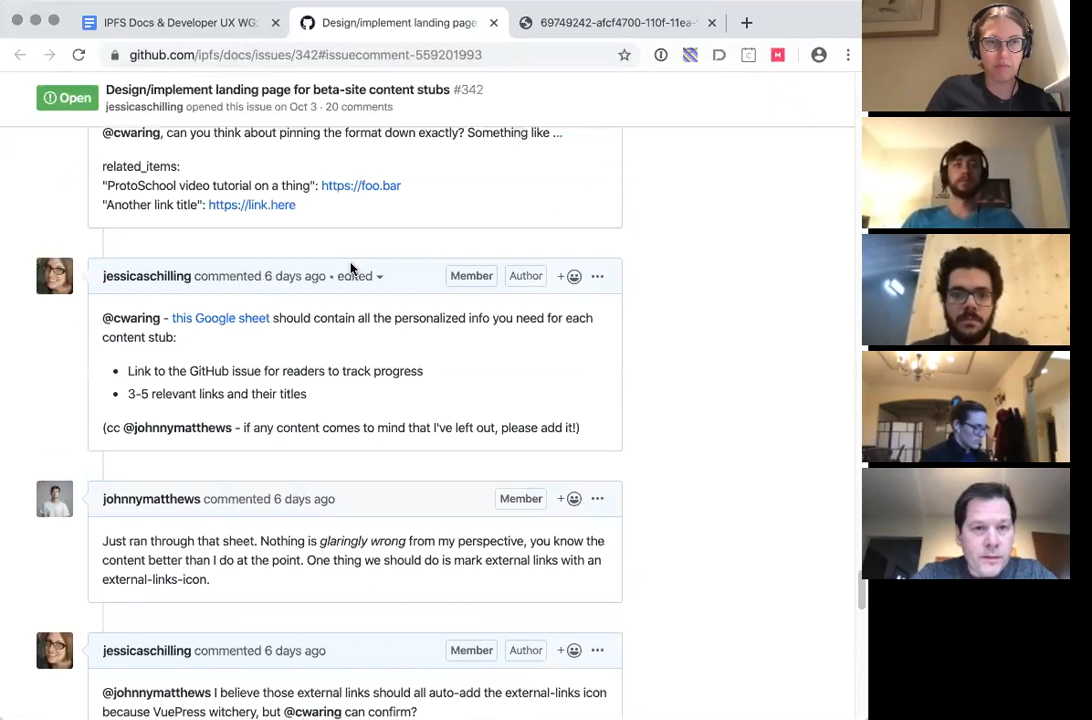 IPFS Docs & Developer UX WG:
Design/implement landing page
69749242-afcf4700-110f-11ea-
github.com/ipfs/docs/issues/342#issuecomment-559201993
Open
Design/implement landing page for beta-site content stubs #342
jessicaschilling opened this issue on Oct 3 · 20 comments
@cwaring, can you think about pinning the format down exactly? Something like ...
related_items:
"ProtoSchool video tutorial on a thing": https://foo.bar
"Another link title": https://link.here
jessicaschilling commented 6 days ago • edited
Member
Author
@cwaring - this Google sheet should contain all the personalized info you need for each
content stub:
• Link to the GitHub issue for readers to track progress
• 3-5 relevant links and their titles
(cc @johnnymatthews - if any content comes to mind that I've left out, please add it!)
johnnymatthews commented 6 days ago
Member
Just ran through that sheet. Nothing is glaringly wrong from my perspective, you know the
content better than I do at the point. One thing we should do is mark external links with an
external-links-icon.
jessicaschilling commented 6 days ago
Member
Author
@johnnymatthews I believe those external links should all auto-add the external-links icon
because VuePress witchery, but @cwaring can confirm?